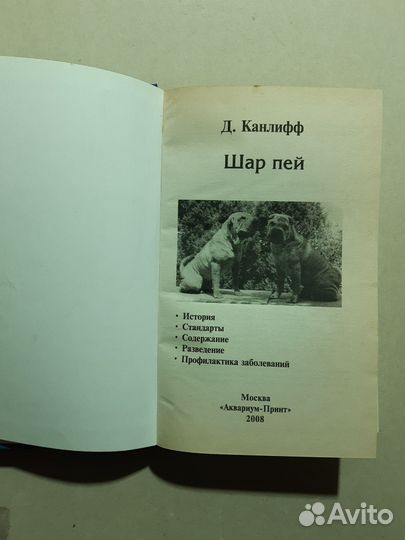 Д. Канлифф
Шар пей
• История
• Стандарты
• Содержание
• Разведение
• Профилактика заболеваний
Москва
«Аквариум-Принт»
2008
Avito